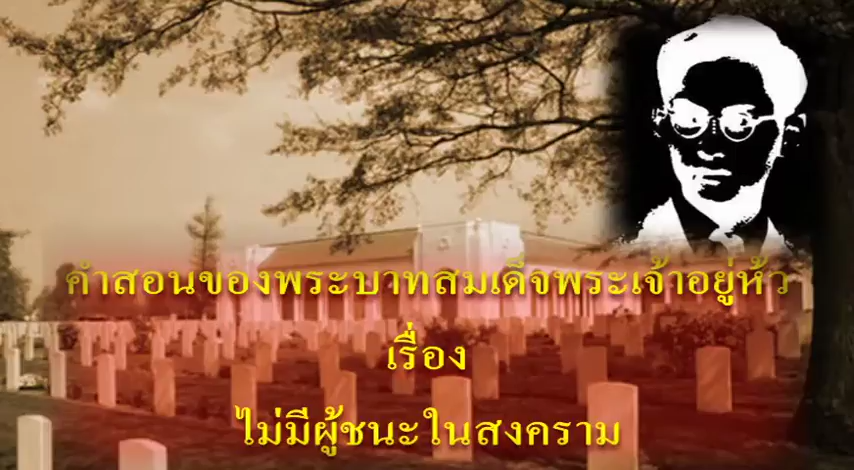 คำสอนของพระบาทสมเด็จพระเจ้าอยู่หัว
เรื่อง
ไม่มีผู้ชนะในสงคราม